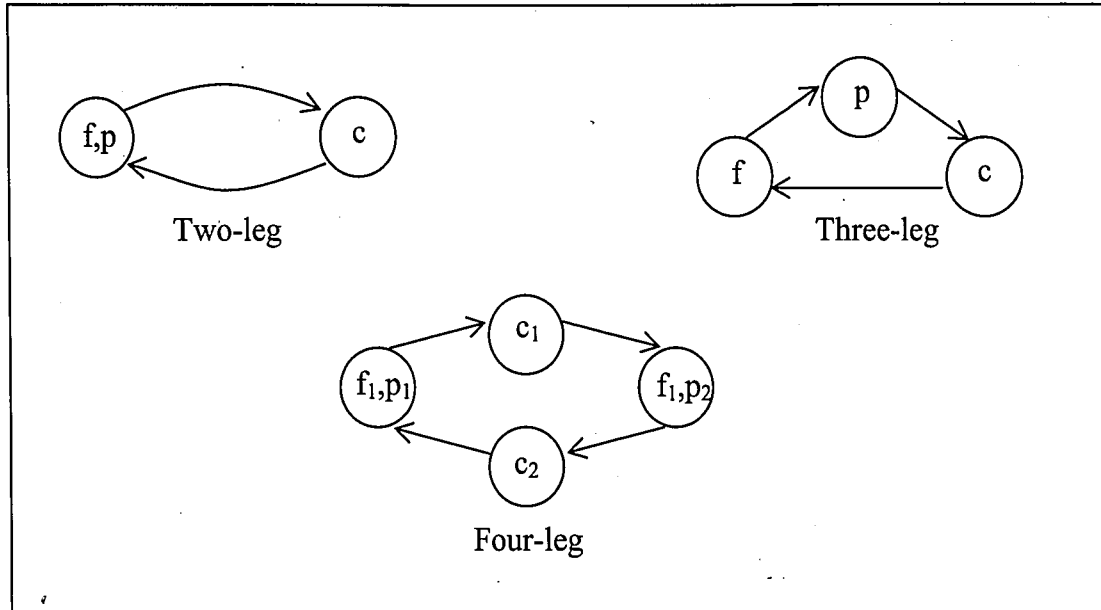 f,p
c
Two-leg
p
f
c
Three-leg
c₁
f₁,p₁
f₁,p₂
c₂
Four-leg